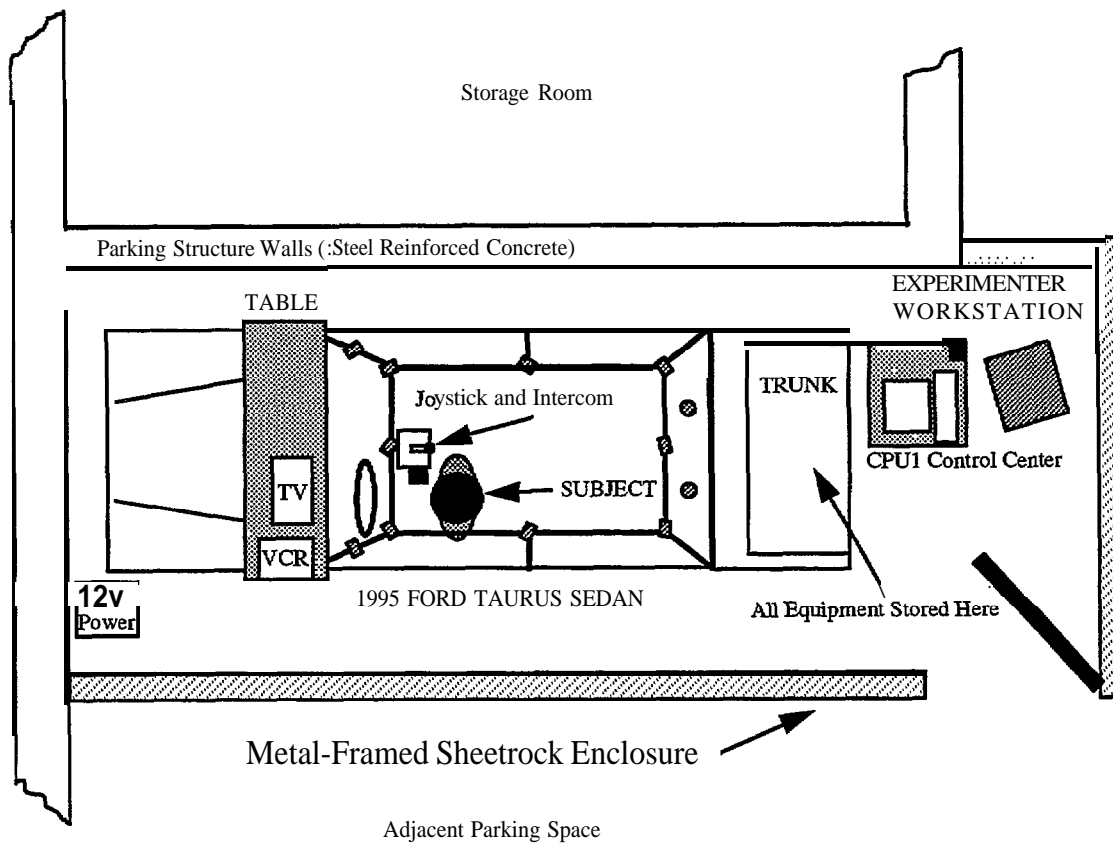 Storage Room
Parking Structure Walls (:Steel Reinforced Concrete)
TABLE
EXPERIMENTER
WORKSTATION
Joystick and Intercom
TRUNK
CPU1 Control Center
TV
SUBJECT
VCR
12v
Power
1995 FORD TAURUS SEDAN
All Equipment Stored Here
Metal-Framed Sheetrock Enclosure
Adjacent Parking Space